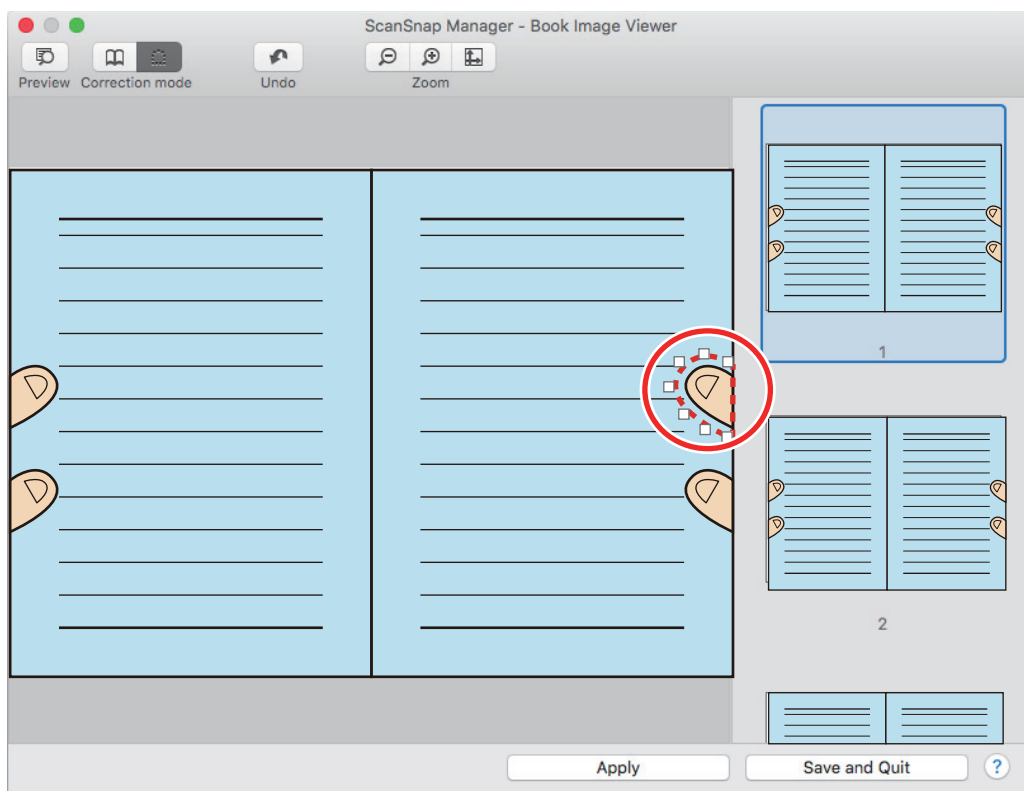 ScanSnap Manager - Book Image Viewer
Preview Correction mode Undo Zoom
1
2
Apply Save and Quit ?